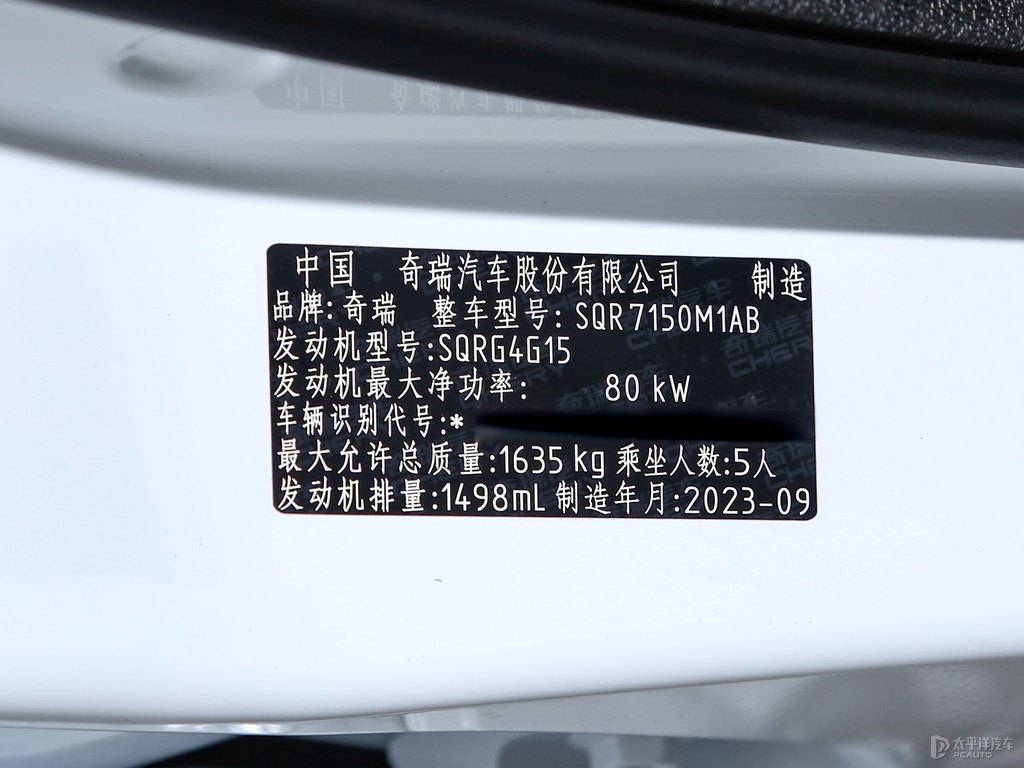 中国 奇瑞汽车股份有限公司 制造
品牌:奇瑞 整车型号:SQR7150M1AB
发动机型号:SQRG4G15
发动机最大净功率: 80 kW
车辆识别代号:*
最大允许总质量:1635 kg 乘坐人数:5人
发动机排量:1498mL 制造年月:2023-09
太平洋汽车
PCAUTO